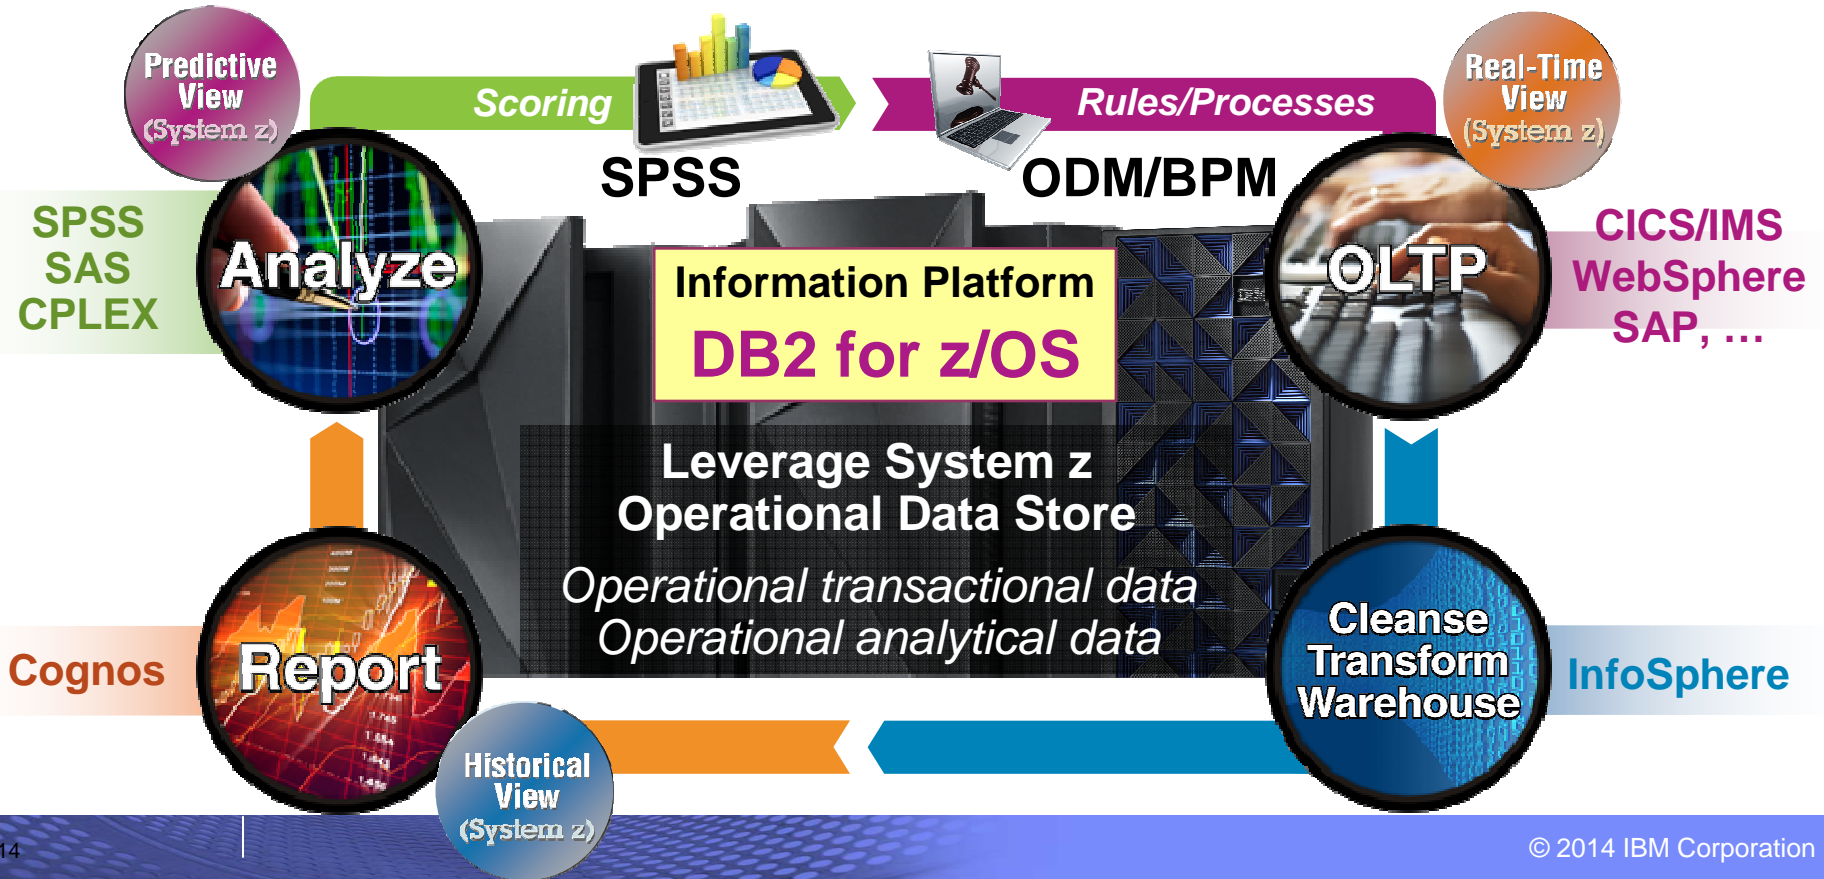 Predictive
View
(System z)
Scoring
Rules/Processes
Real-Time
View
(System z)
SPSS
ODM/BPM
SPSS
SAS
CPLEX
Analyze
Information Platform
DB2 for z/OS
OLTP
CICS/IMS
WebSphere
SAP, …
Leverage System z
Operational Data Store
Operational transactional data
Operational analytical data
Cognos
Report
Cleanse
Transform
Warehouse
InfoSphere
Historical
View
(System z)
14
© 2014 IBM Corporation